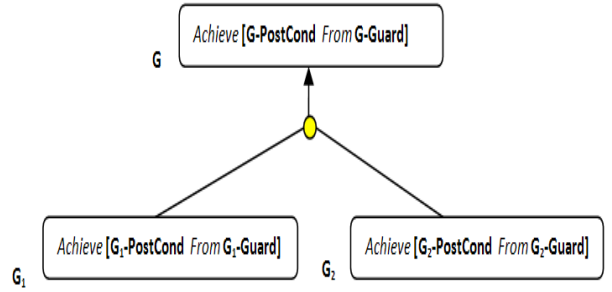 Achieve [G-PostCond From G-Guard]
G
Achieve [G₁-PostCond From G₁-Guard]
G₁
Achieve [G₂-PostCond From G₂-Guard]
G₂